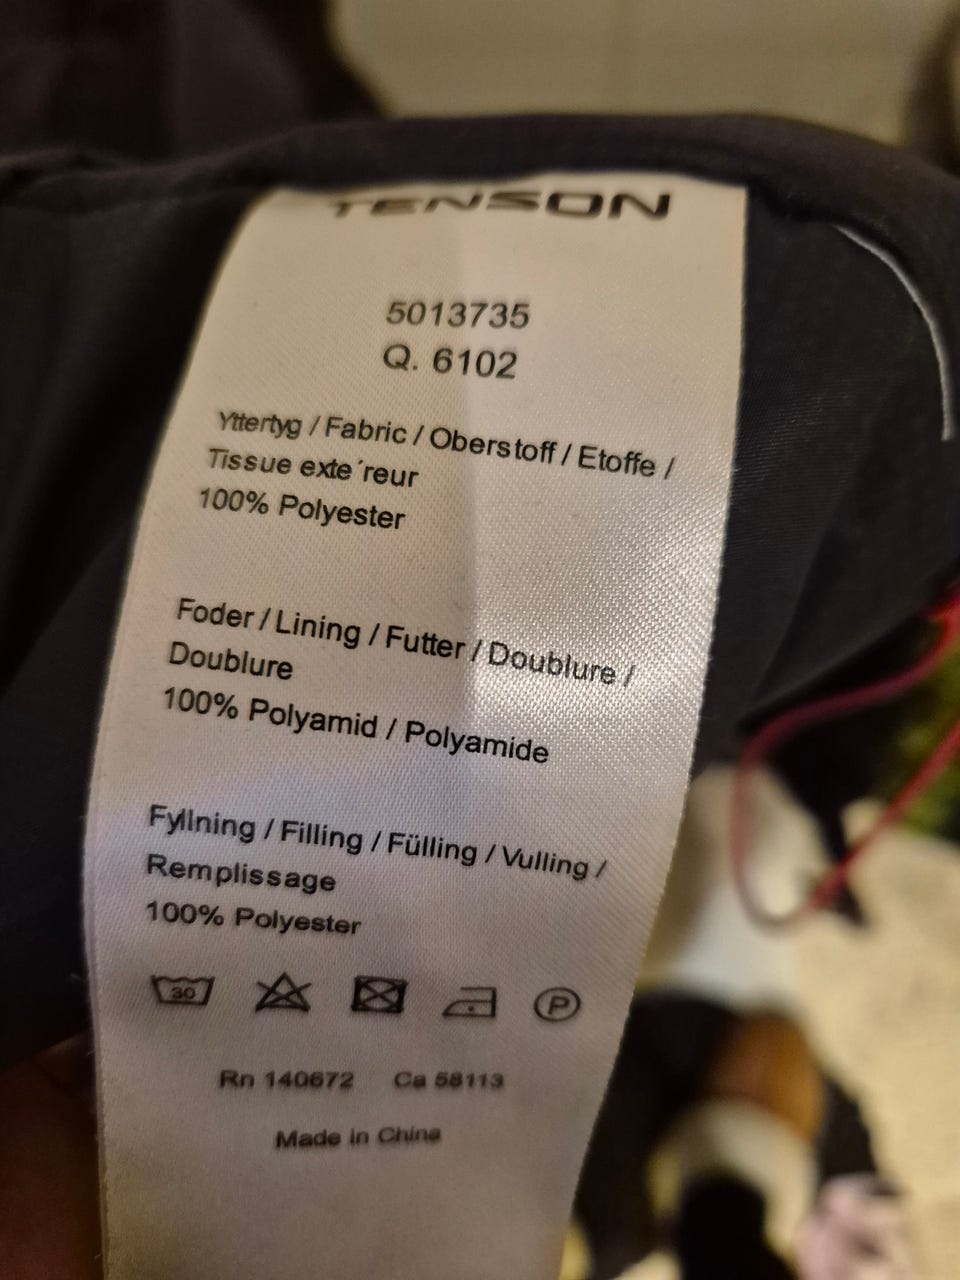 TENSON
5013735
Q. 6102
Yttertyg / Fabric / Oberstoff / Etoffe /
Tissue exte´reur
100% Polyester
Foder / Lining / Futter / Doublure /
Doublure
100% Polyamid / Polyamide
Fyllning / Filling / Fülling / Vulling /
Remplissage
100% Polyester
30
P
Rn 140672 Ca 58113
Made in China